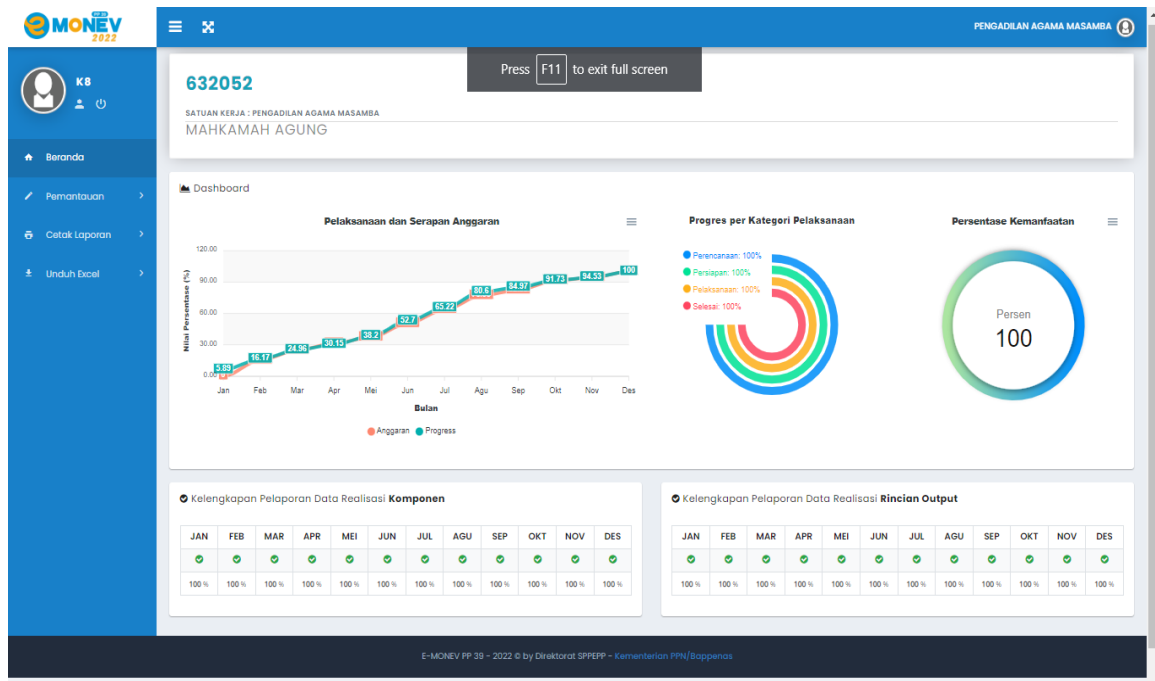 e MONEV
PP 39
2022
PENGADILAN AGAMA MASAMBA
Press F11 to exit full screen
K8
632052
SATUAN KERJA : PENGADILAN AGAMA MASAMBA
MAHKAMAH AGUNG
Beranda
Pemantauan
Cetak Laporan
Unduh Excel
Dashboard
Pelaksanaan dan Serapan Anggaran
120.00
90.00
60.00
30.00
0.00
Nilai Persentase (%)
5.89
16.17
24.96
30.15
38.2
52.7
65.22
80.6
84.97
91.73
94.53
100
Jan Feb Mar Apr Mei Jun Jul Agu Sep Okt Nov Des
Bulan
Anggaran Progress
Progres per Kategori Pelaksanaan
Perencanaan: 100%
Persiapan: 100%
Pelaksanaan: 100%
Selesai: 100%
Persentase Kemanfaatan
Persen
100
Kelengkapan Pelaporan Data Realisasi Komponen
JAN FEB MAR APR MEI JUN JUL AGU SEP OKT NOV DES
100 % 100 % 100 % 100 % 100 % 100 % 100 % 100 % 100 % 100 % 100 % 100 %
Kelengkapan Pelaporan Data Realisasi Rincian Output
JAN FEB MAR APR MEI JUN JUL AGU SEP OKT NOV DES
100 % 100 % 100 % 100 % 100 % 100 % 100 % 100 % 100 % 100 % 100 % 100 %
E-MONEV PP 39 - 2022 © by Direktorat SPPEPP - Kementerian PPN/Bappenas